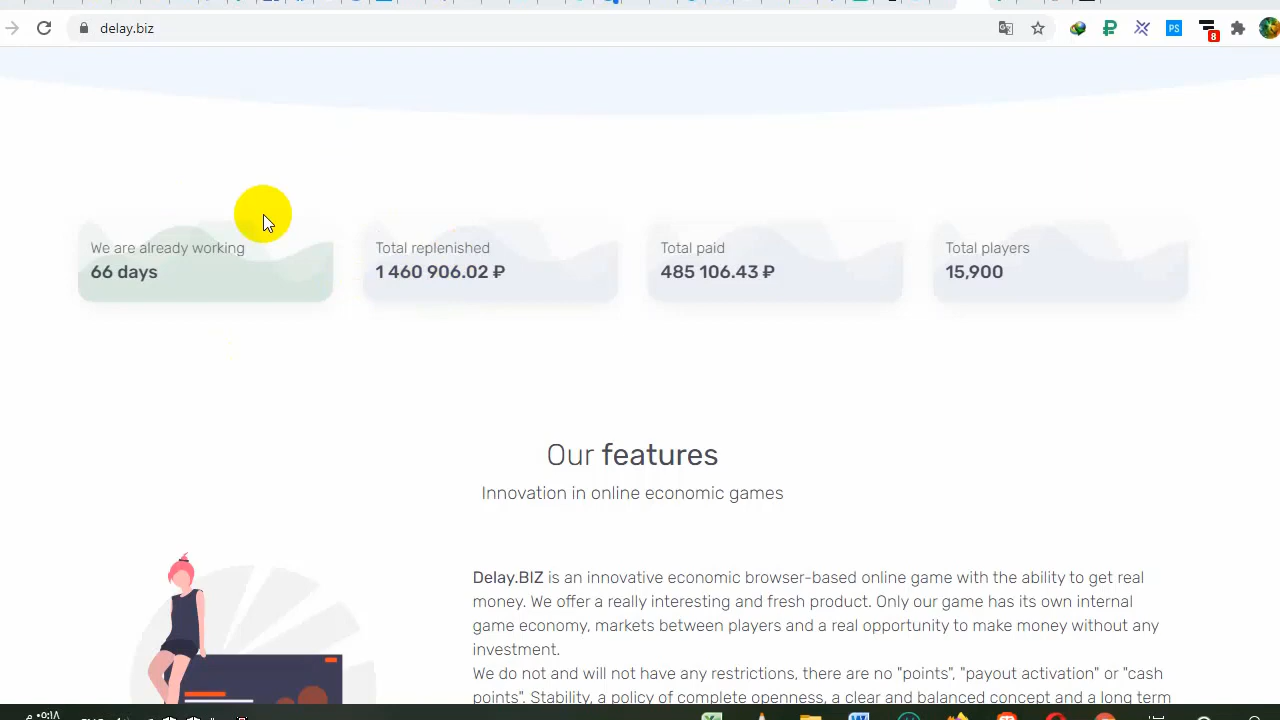 delay.biz
PS
8
We are already working
66 days
Total replenished
1 460 906.02 ₽
Total paid
485 106.43 ₽
Total players
15,900
Our features
Innovation in online economic games
Delay.BIZ is an innovative economic browser-based online game with the ability to get real
money. We offer a really interesting and fresh product. Only our game has its own internal
game economy, markets between players and a real opportunity to make money without any
investment.
We do not and will not have any restrictions, there are no "points", "payout activation" or "cash
points". Stability, a policy of complete openness, a clear and balanced concept and a long term